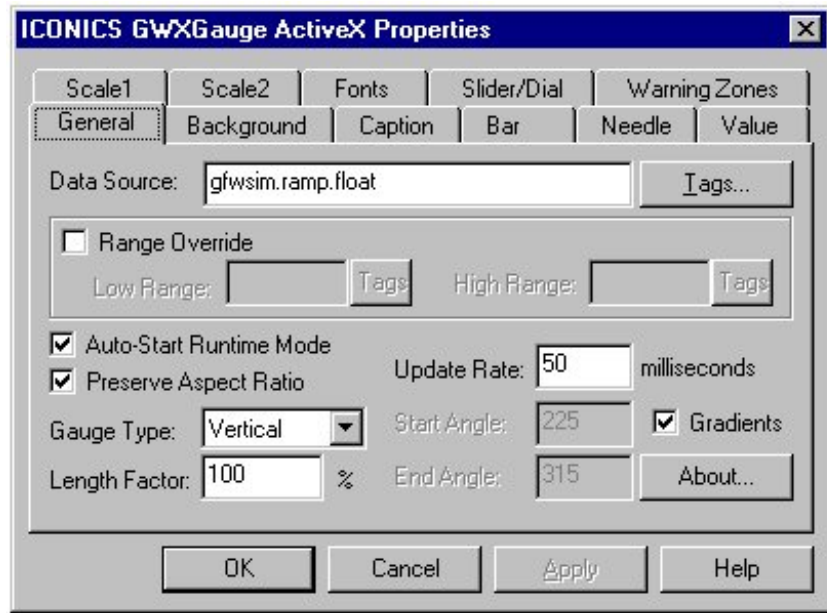 ICONICS GWXGauge ActiveX Properties
Scale1 Scale2 Fonts Slider/Dial Warning Zones
General Background Caption Bar Needle Value
Data Source: gfwsim.ramp.float Tags...
Range Override
Low Range: Tags High Range: Tags
Auto-Start Runtime Mode
Preserve Aspect Ratio Update Rate: 50 milliseconds
Gauge Type: Vertical Start Angle: 225 Gradients
Length Factor: 100 % End Angle: 315 About...
OK Cancel Apply Help